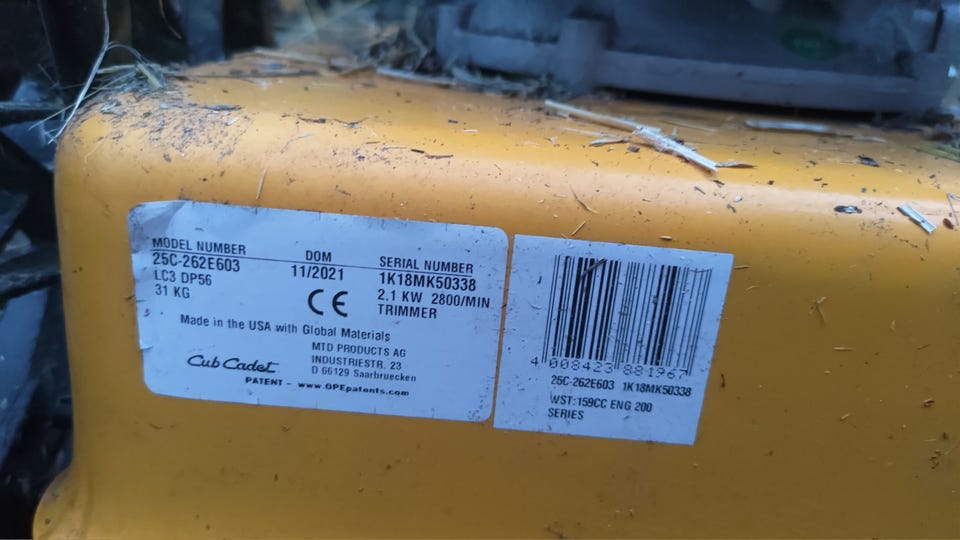 MODEL NUMBER DOM SERIAL NUMBER
25C-262E603 11/2021 1K18MK50338
LC3 DP56 CE 2.1 KW 2800/MIN
31 KG TRIMMER
Made in the USA with Global Materials
MTD PRODUCTS AG
INDUSTRIESTR. 23
D 66129 Saarbruecken
Cub Cadet
PATENT - www.OPEpatents.com
4 008423 881967
25C-262E603 1K18MK50338
WST:159CC ENG 200
SERIES